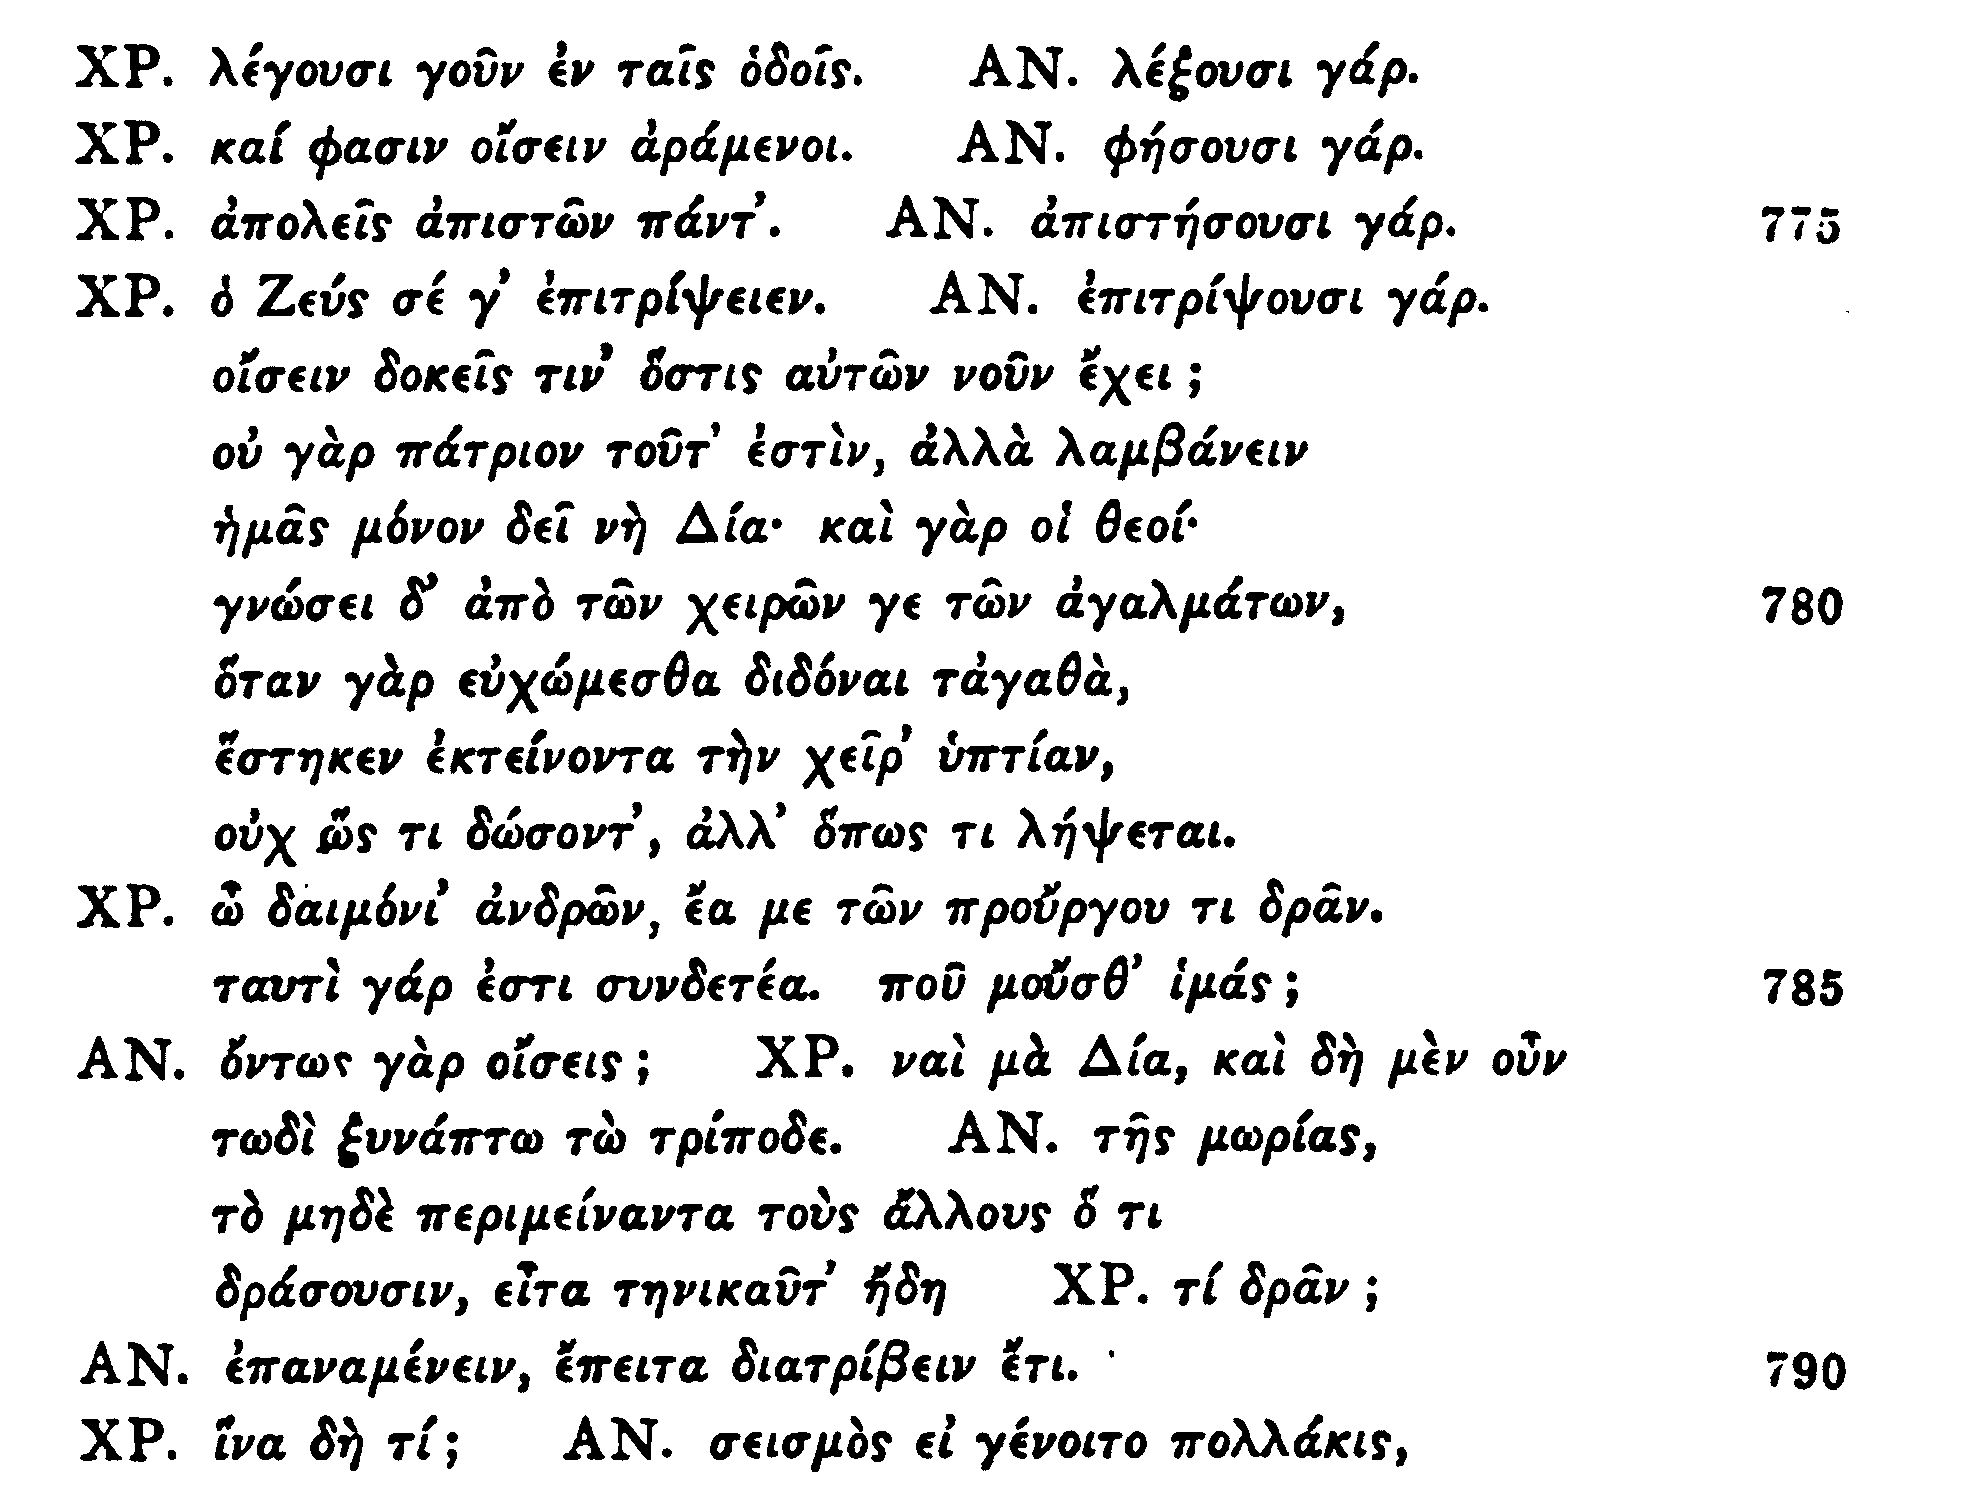 ΧΡ. λέγουσι γοῦν ἐν ταῖς ὁδοῖς. ΑΝ. λέξουσι γάρ.
ΧΡ. καί φασιν οἴσειν ἀράμενοι. ΑΝ. φήσουσι γάρ.
ΧΡ. ἀπολεῖς ἀπιστῶν πάντ’. ΑΝ. ἀπιστήσουσι γάρ. 775
ΧΡ. ὁ Ζεύς σέ γ’ ἐπιτρίψειεν. ΑΝ. ἐπιτρίψουσι γάρ.
οἴσειν δοκεῖς τιν’ ὅστις αὐτῶν νοῦν ἔχει ;
οὐ γὰρ πάτριον τοῦτ’ ἐστὶν, ἀλλὰ λαμβάνειν
ἡμᾶς μόνον δεῖ νὴ Δία· καὶ γὰρ οἱ θεοί·
γνώσει δ’ ἀπὸ τῶν χειρῶν γε τῶν ἀγαλμάτων, 780
ὅταν γὰρ εὐχώμεσθα διδόναι τἀγαθὰ,
ἕστηκεν ἐκτείνοντα τὴν χεῖρ’ ὑπτίαν,
οὐχ ὥς τι δώσοντ’, ἀλλ’ ὅπως τι λήψεται.
ΧΡ. ὦ δαιμόνι’ ἀνδρῶν, ἔα με τῶν προὔργου τι δρᾶν.
ταυτὶ γάρ ἐστι συνδετέα. ποῦ μοὔσθ’ ἱμάς ; 785
ΑΝ. ὄντως γὰρ οἴσεις ; ΧΡ. ναὶ μὰ Δία, καὶ δὴ μὲν οὖν
τωδὶ ξυνάπτω τὼ τρίποδε. ΑΝ. τῆς μωρίας,
τὸ μηδὲ περιμείναντα τοὺς ἄλλους ὅ τι
δράσουσιν, εἶτα τηνικαῦτ’ ἤδη ΧΡ. τί δρᾶν ;
ΑΝ. ἐπαναμένειν, ἔπειτα διατρίβειν ἔτι. 790
ΧΡ. ἵνα δὴ τί ; ΑΝ. σεισμὸς εἰ γένοιτο πολλάκις,